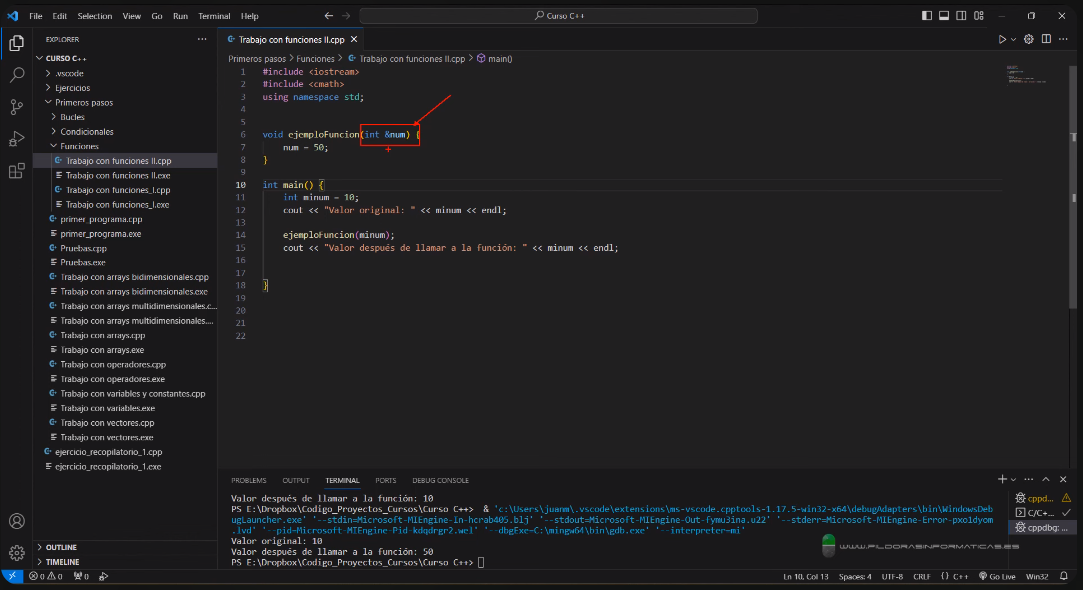 File Edit Selection View Go Run Terminal Help
Curso C++
EXPLORER
CURSO C++
.vscode
Ejercicios
Primeros pasos
Bucles
Condicionales
Funciones
Trabajo con funciones II.cpp
Trabajo con funciones II.exe
Trabajo con funciones_I.cpp
Trabajo con funciones_I.exe
primer_programa.cpp
primer_programa.exe
Pruebas.cpp
Pruebas.exe
Trabajo con arrays bidimensionales.cpp
Trabajo con arrays bidimensionales.exe
Trabajo con arrays multidimensionales.c...
Trabajo con arrays multidimensionales....
Trabajo con arrays.cpp
Trabajo con arrays.exe
Trabajo con operadores.cpp
Trabajo con operadores.exe
Trabajo con variables y constantes.cpp
Trabajo con variables.exe
Trabajo con vectores.cpp
Trabajo con vectores.exe
ejercicio_recopilatorio_1.cpp
ejercicio_recopilatorio_1.exe
OUTLINE
TIMELINE
Trabajo con funciones II.cpp
Primeros pasos > Funciones > Trabajo con funciones II.cpp > main()
1 #include <iostream>
2 #include <cmath>
3 using namespace std;
4
5
6 void ejemploFuncion(int &num) {
7 num = 50;
8 }
9
10 int main() {
11 int minum = 10;
12 cout << "Valor original: " << minum << endl;
13
14 ejemploFuncion(minum);
15 cout << "Valor después de llamar a la función: " << minum << endl;
16
17
18 }
19
20
21
22
PROBLEMS OUTPUT TERMINAL PORTS DEBUG CONSOLE
Valor después de llamar a la función: 10
PS E:\Dropbox\Codigo_Proyectos_Cursos\Curso C++> & 'c:\Users\juanm\.vscode\extensions\ms-vscode.cpptools-1.17.5-win32-x64\debugAdapters\bin\WindowsDeb
ugLauncher.exe' '--stdin=Microsoft-MIEngine-In-hcrab405.blj' '--stdout=Microsoft-MIEngine-Out-fymujina.u22' '--stderr=Microsoft-MIEngine-Error-pxoldyom
.lvd' '--pid=Microsoft-MIEngine-Pid-kdqdrgr2.wel' '--dbgExe=C:\mingw64\bin\gdb.exe' '--interpreter=mi'
Valor original: 10
Valor después de llamar a la función: 50
PS E:\Dropbox\Codigo_Proyectos_Cursos\Curso C++>
cppd...
C/C+...
cppdbg: ...
WWW.PILDORASINFORMATICAS.ES
0 0 0 Ln 10, Col 13 Spaces: 4 UTF-8 CRLF {} C++ Go Live Win32